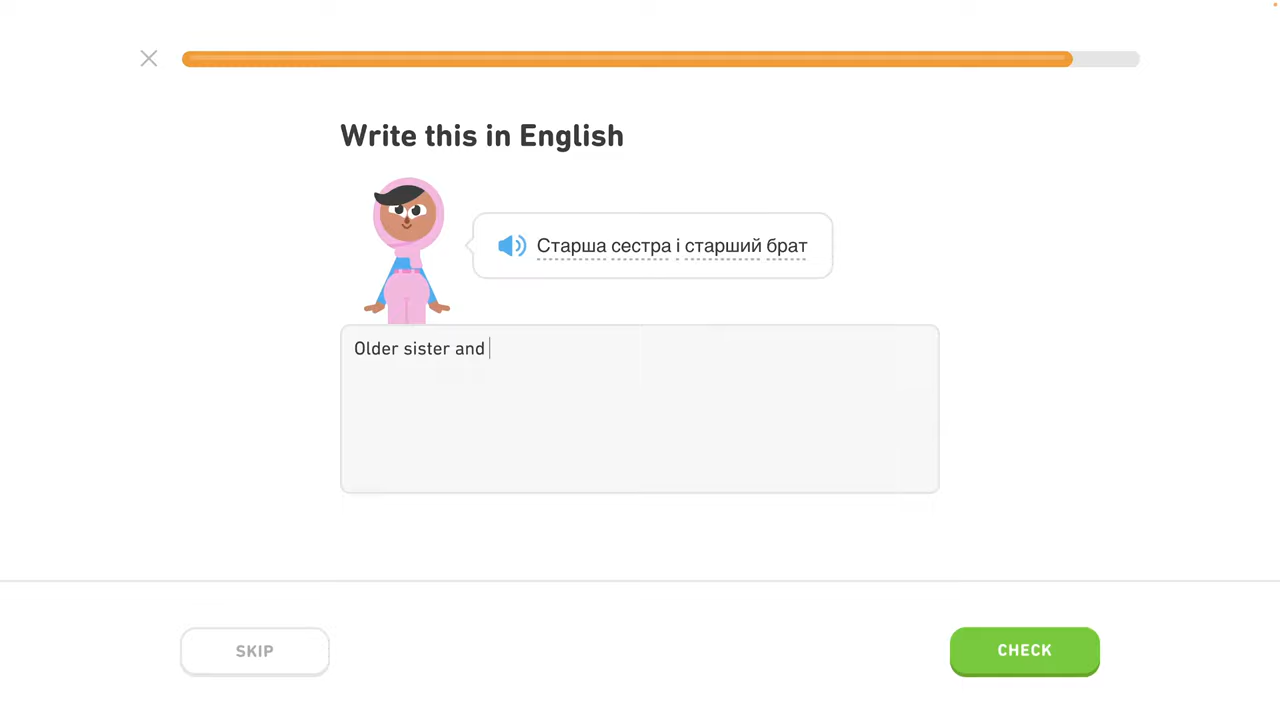 Write this in English
Старша сестра і старший брат
Older sister and
SKIP
CHECK